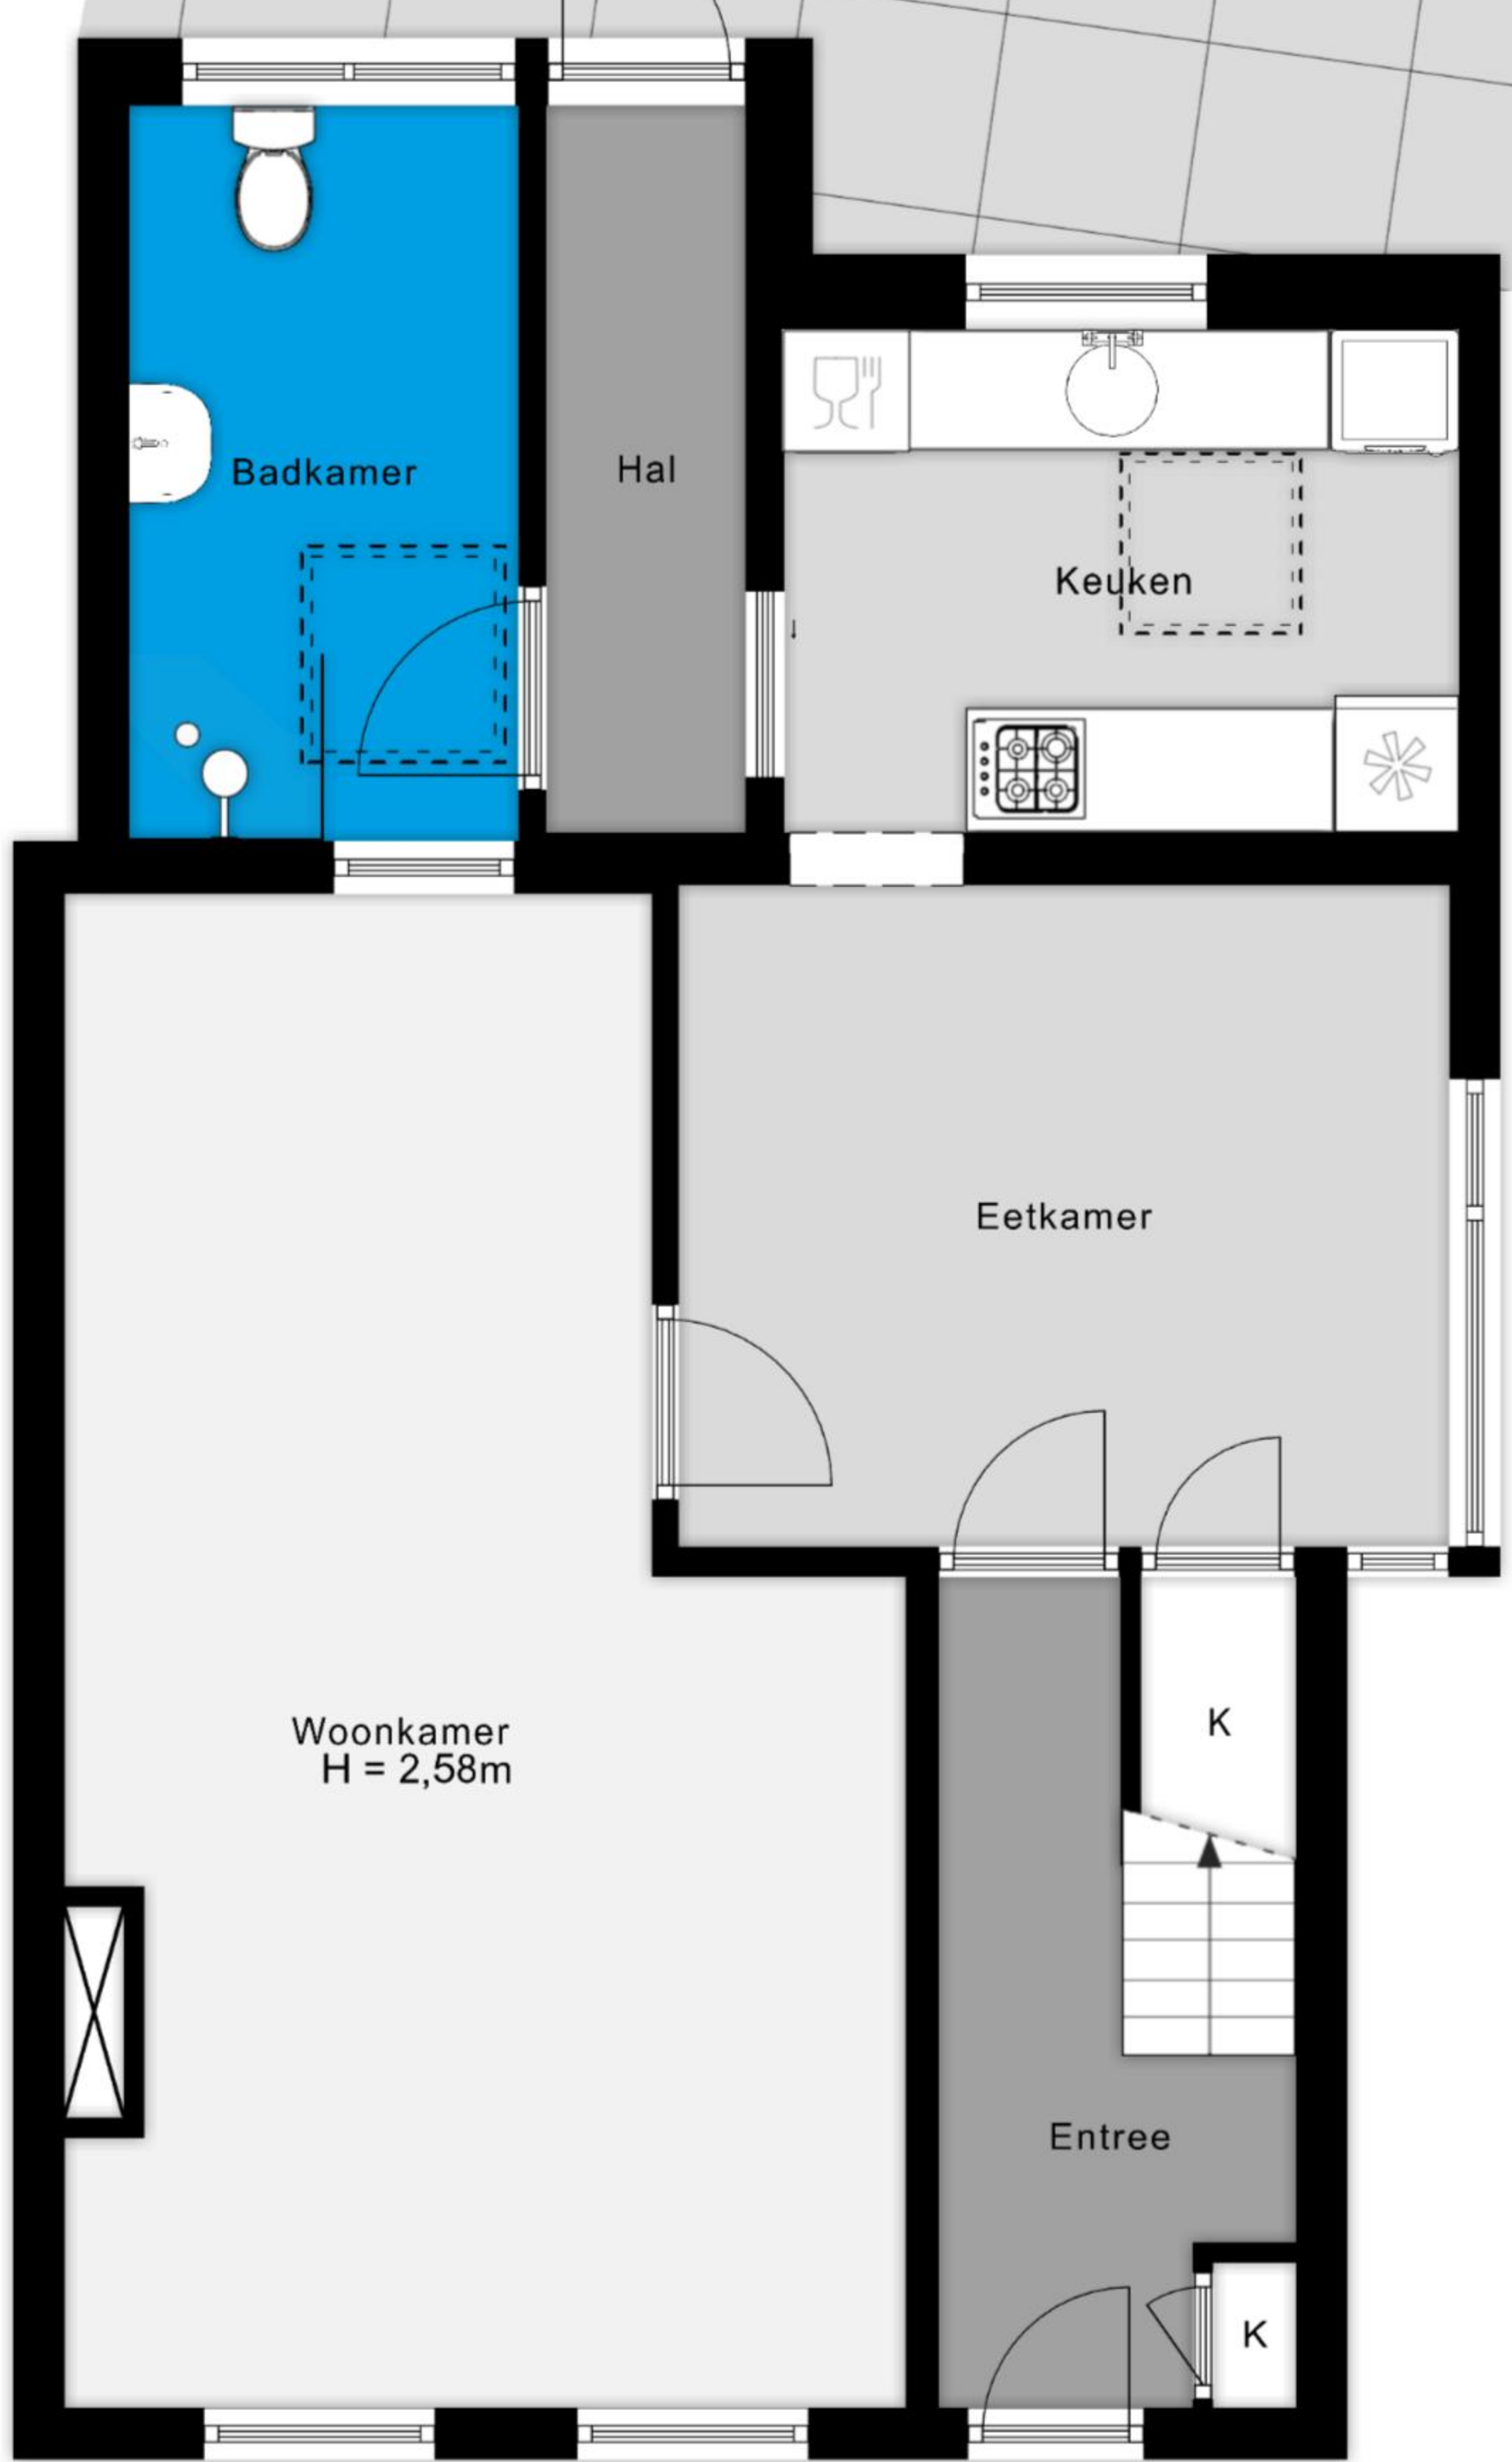 Badkamer
Hal
Keuken
Eetkamer
Woonkamer
H = 2,58m
K
Entree
K